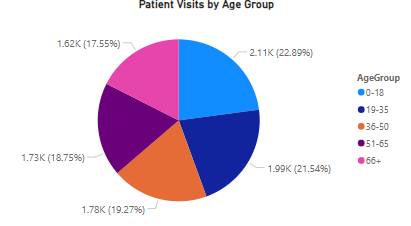 Patient Visits by Age Group
1.62K (17.55%)
2.11K (22.89%)
AgeGroup
0-18
19-35
36-50
51-65
66+
1.73K (18.75%)
1.99K (21.54%)
1.78K (19.27%)